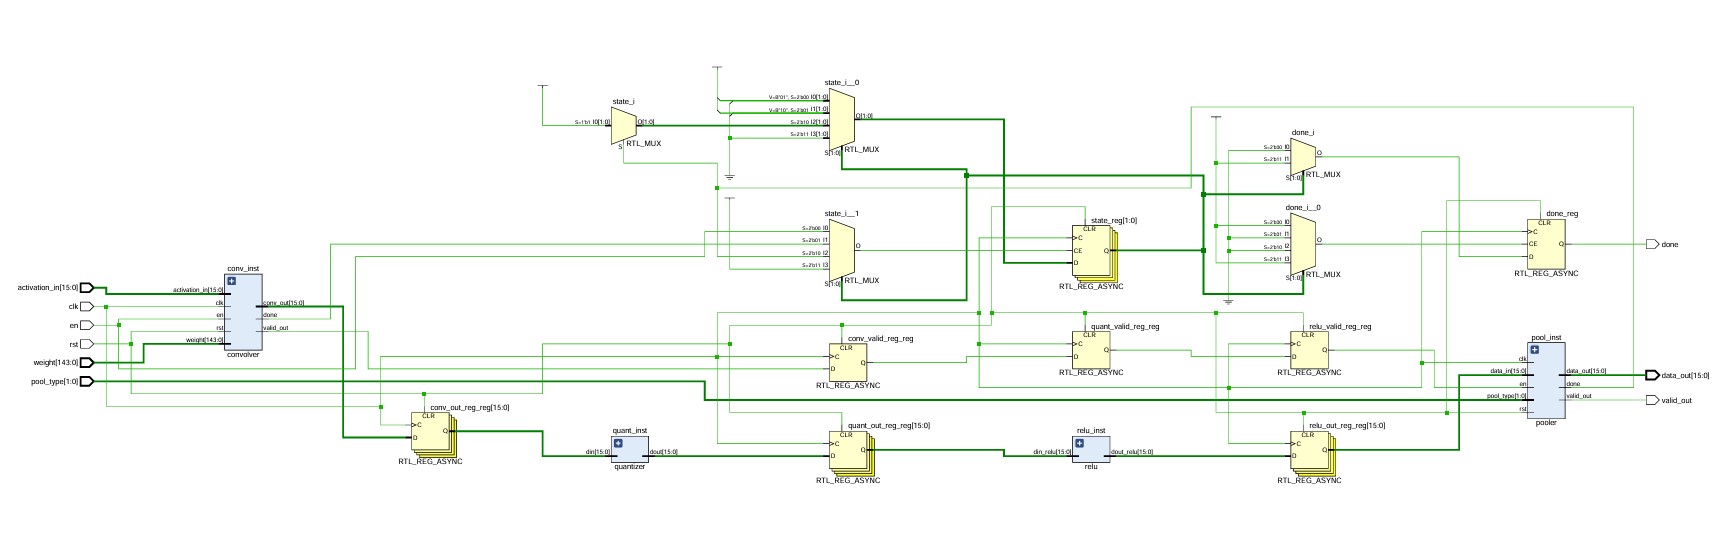 state_i
S=1'b1 I0[1:0]
O[1:0]
S
RTL_MUX
state_i__0
V=B"01", S=2'b00 I0[1:0]
V=B"10", S=2'b01 I1[1:0]
S=2'b10 I2[1:0]
S=2'b11 I3[1:0]
O[1:0]
S[1:0]
RTL_MUX
done_i
S=2'b00 I0
S=2'b11 I1
O
S[1:0]
RTL_MUX
state_i__1
S=2'b00 I0
S=2'b01 I1
S=2'b10 I2
S=2'b11 I3
O
S[1:0]
RTL_MUX
state_reg[1:0]
CLR
C
CE
D
Q
RTL_REG_ASYNC
done_i__0
S=2'b00 I0
S=2'b01 I1
S=2'b10 I2
S=2'b11 I3
O
S[1:0]
RTL_MUX
done_reg
CLR
C
CE
D
Q
RTL_REG_ASYNC
done
activation_in[15:0]
clk
en
rst
weight[143:0]
pool_type[1:0]
conv_inst
activation_in[15:0]
clk
en
rst
weight[143:0]
conv_out[15:0]
done
valid_out
convolver
conv_valid_reg_reg
CLR
C
D
Q
RTL_REG_ASYNC
quant_valid_reg_reg
CLR
C
D
Q
RTL_REG_ASYNC
relu_valid_reg_reg
CLR
C
D
Q
RTL_REG_ASYNC
pool_inst
clk
data_in[15:0]
en
pool_type[1:0]
rst
data_out[15:0]
done
valid_out
pooler
data_out[15:0]
valid_out
conv_out_reg_reg[15:0]
CLR
C
D
Q
RTL_REG_ASYNC
quant_inst
din[15:0]
dout[15:0]
quantizer
quant_out_reg_reg[15:0]
CLR
C
D
Q
RTL_REG_ASYNC
relu_inst
din_relu[15:0]
dout_relu[15:0]
relu
relu_out_reg_reg[15:0]
CLR
C
D
Q
RTL_REG_ASYNC